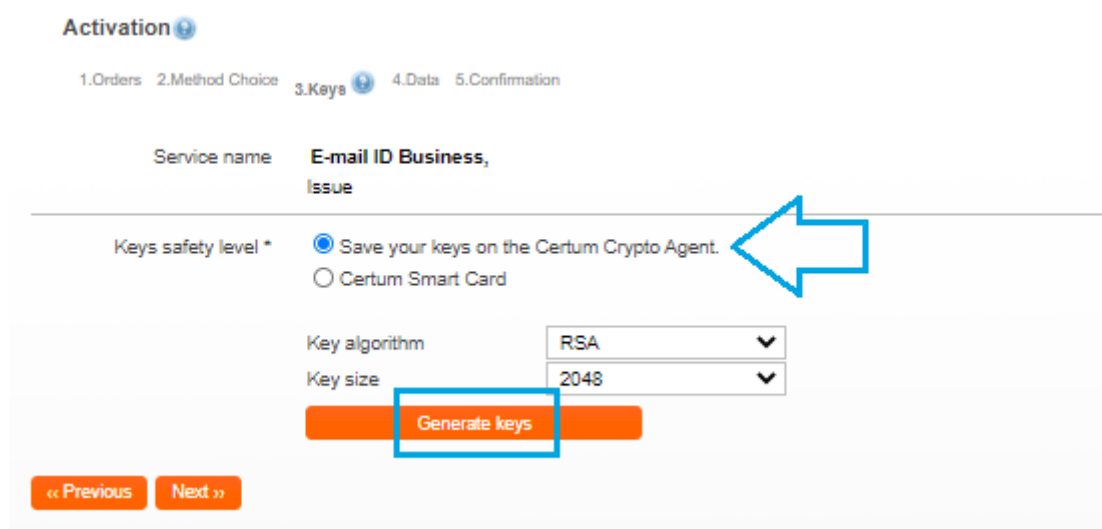 Activation
1.Orders 2.Method Choice 3.Keys 4.Data 5.Confirmation
Service name E-mail ID Business,
Issue
Keys safety level * Save your keys on the Certum Crypto Agent.
Certum Smart Card
Key algorithm RSA
Key size 2048
Generate keys
‹‹ Previous Next ››